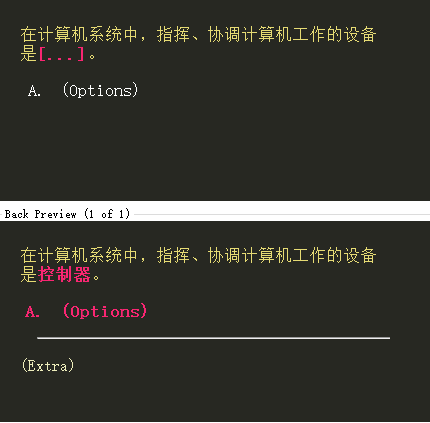 在计算机系统中，指挥、协调计算机工作的设备
是[...]。
A. (Options)
Back Preview (1 of 1)
在计算机系统中，指挥、协调计算机工作的设备
是控制器。
A. (Options)
(Extra)